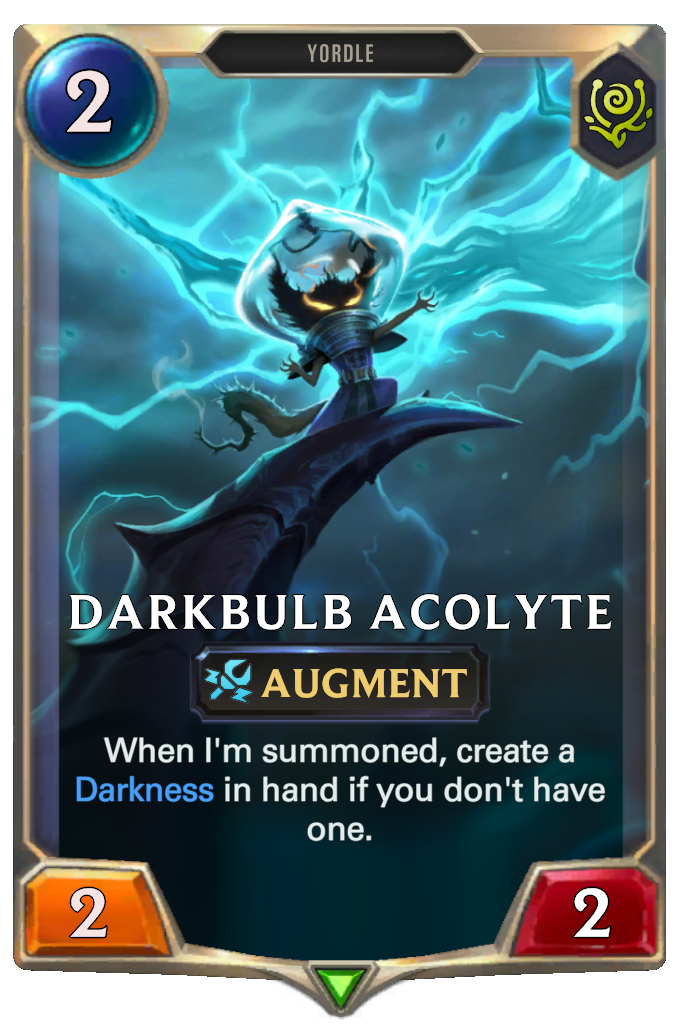 YORDLE
2
DARKBULB ACOLYTE
AUGMENT
When I'm summoned, create a
Darkness in hand if you don't have
one.
2
2